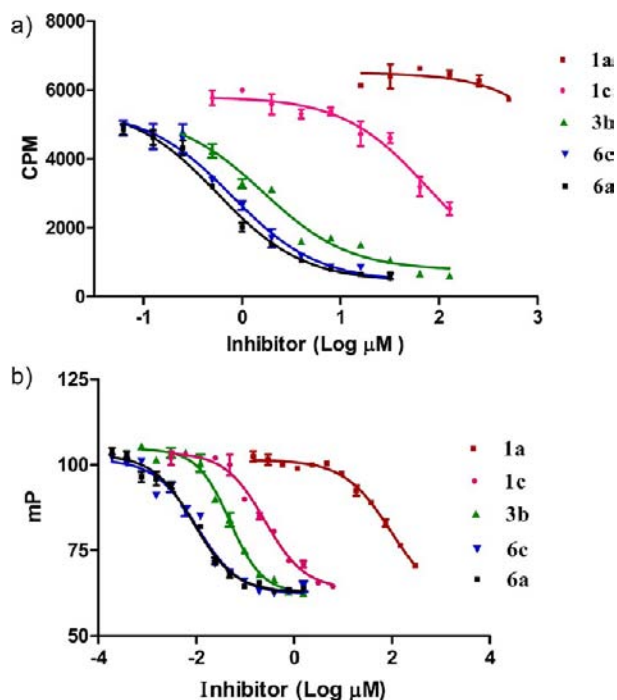 a)
8000
6000
4000
2000
0
CPM
-1
0
1
2
3
Inhibitor (Log μM )
1a
1c
3b
6c
6a
b)
125
100
75
50
mP
-4
-2
0
2
4
Inhibitor (Log μM)
1a
1c
3b
6c
6a